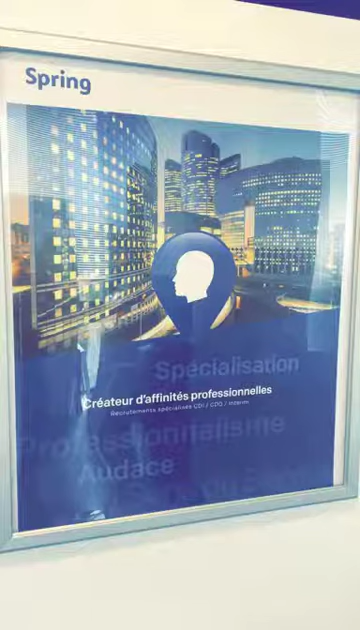 Spring
Spécialisation
Créateur d'affinités professionnelles
Recrutements spécialisés CDI / CDD / Intérim
Professionnalisme
Audace